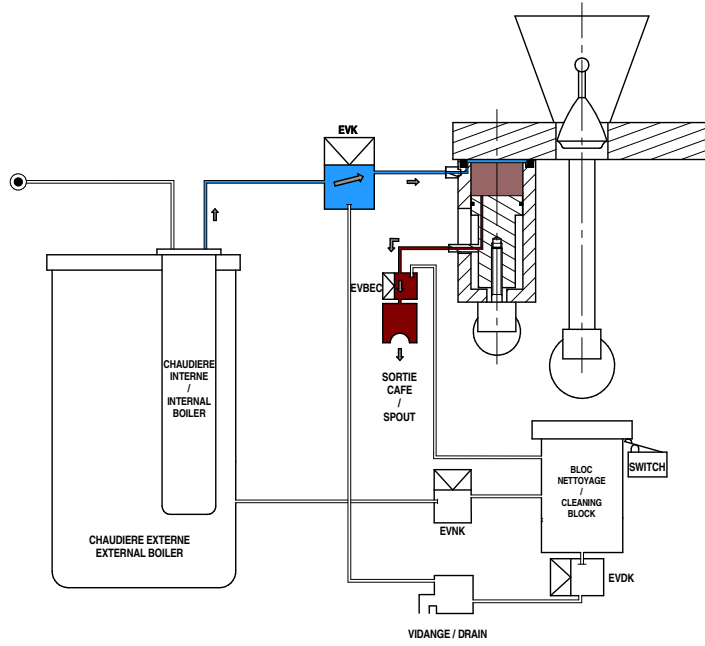 EVK
EVBEC
CHAUDIERE
INTERNE
/
INTERNAL
BOILER
SORTIE
CAFE
/
SPOUT
BLOC
NETTOYAGE
/
CLEANING
BLOCK
SWITCH
CHAUDIERE EXTERNE
EXTERNAL BOILER
EVNK
EVDK
VIDANGE / DRAIN